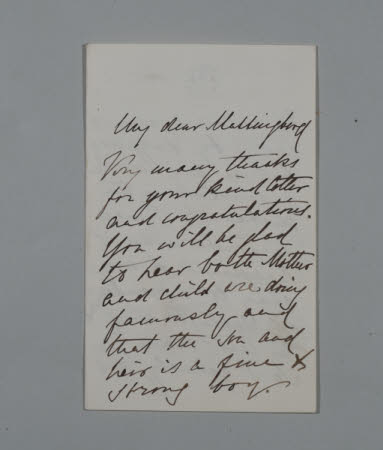 My dear Mallingford
Very many thanks
for your kind letter
and congratulations.
You will be glad
to hear both Mother
and child are doing
famously and
that the son and
heir is a fine &
strong boy.